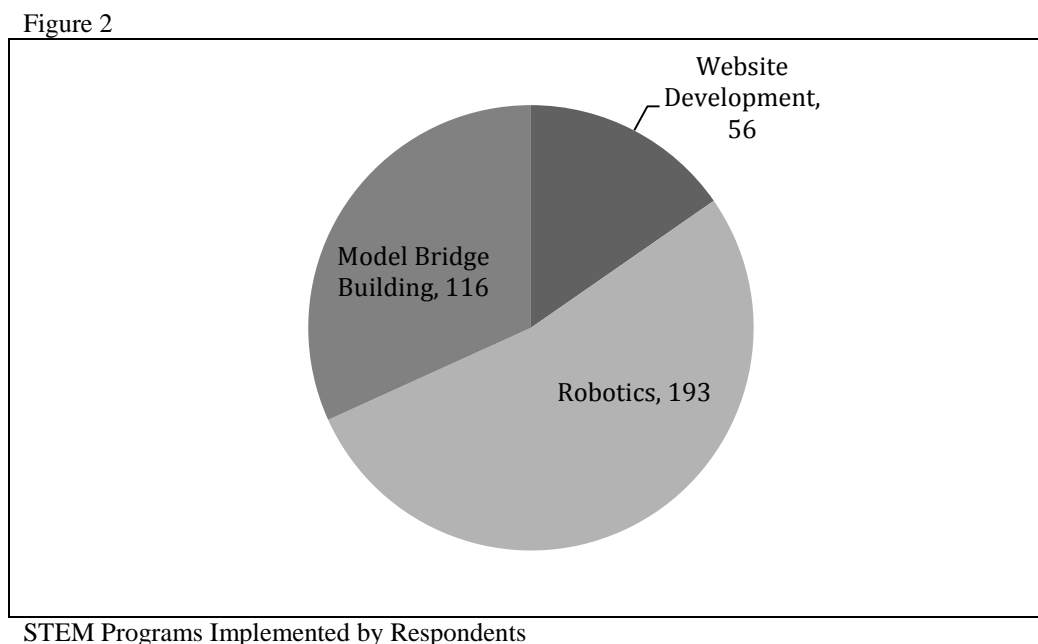 Figure 2
Website
Development,
56
Model Bridge
Building, 116
Robotics, 193
STEM Programs Implemented by Respondents